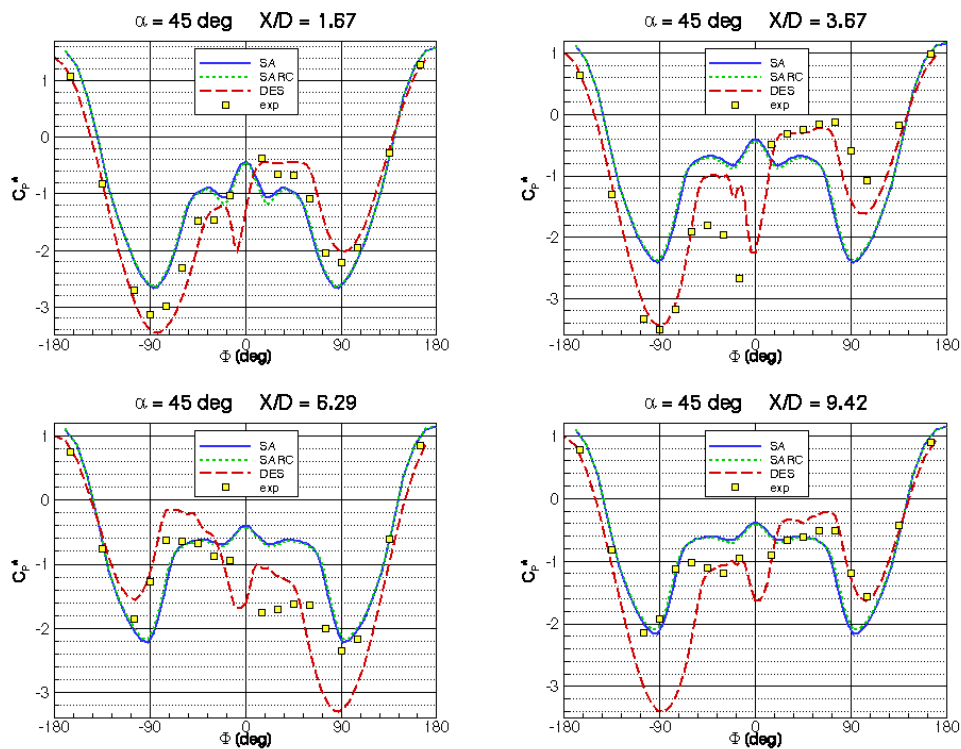 α = 45 deg X/D = 1.67
SA
SARC
DES
exp
1
0
-1
-2
-3
Cₚ*
-180
-90
0
90
180
Φ (deg)
α = 45 deg X/D = 3.67
SA
SARC
DES
exp
1
0
-1
-2
-3
Cₚ*
-180
-90
0
90
180
Φ (deg)
α = 45 deg X/D = 6.29
SA
SARC
DES
exp
1
0
-1
-2
-3
Cₚ*
-180
-90
0
90
180
Φ (deg)
α = 45 deg X/D = 9.42
SA
SARC
DES
exp
1
0
-1
-2
-3
Cₚ*
-180
-90
0
90
180
Φ (deg)